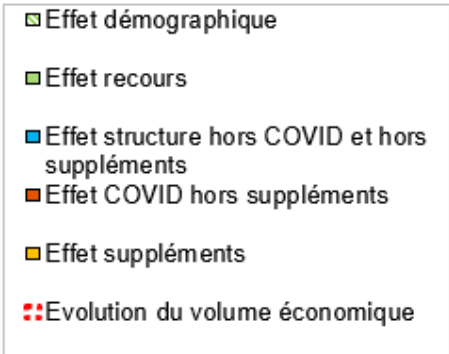 Effet démographique
Effet recours
Effet structure hors COVID et hors
suppléments
Effet COVID hors suppléments
Effet suppléments
Evolution du volume économique